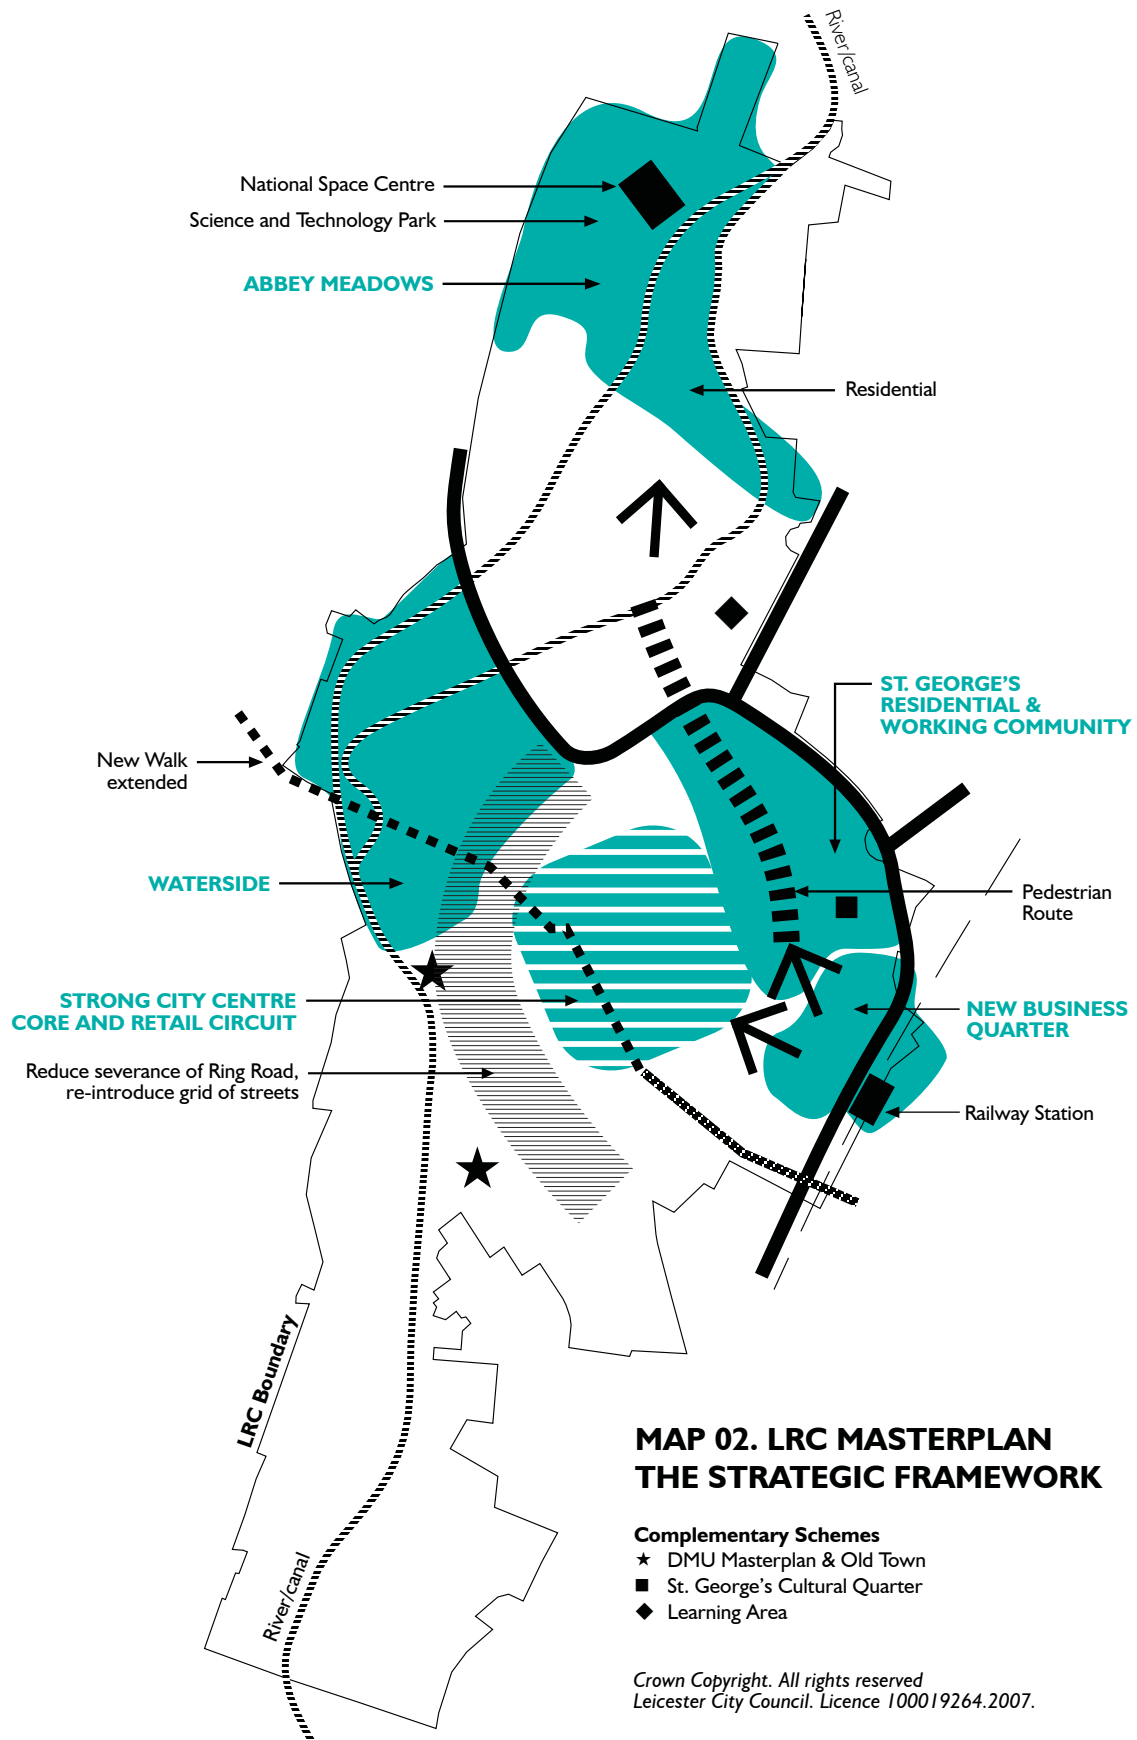 River/canal
National Space Centre
Science and Technology Park
ABBEY MEADOWS
Residential
ST. GEORGE’S
RESIDENTIAL &
WORKING COMMUNITY
New Walk
extended
WATERSIDE
Pedestrian
Route
STRONG CITY CENTRE
CORE AND RETAIL CIRCUIT
NEW BUSINESS
QUARTER
Reduce severance of Ring Road,
re-introduce grid of streets
Railway Station
LRC Boundary
River/canal
MAP 02. LRC MASTERPLAN
THE STRATEGIC FRAMEWORK
Complementary Schemes
DMU Masterplan & Old Town
St. George’s Cultural Quarter
Learning Area
Crown Copyright. All rights reserved
Leicester City Council. Licence 100019264.2007.